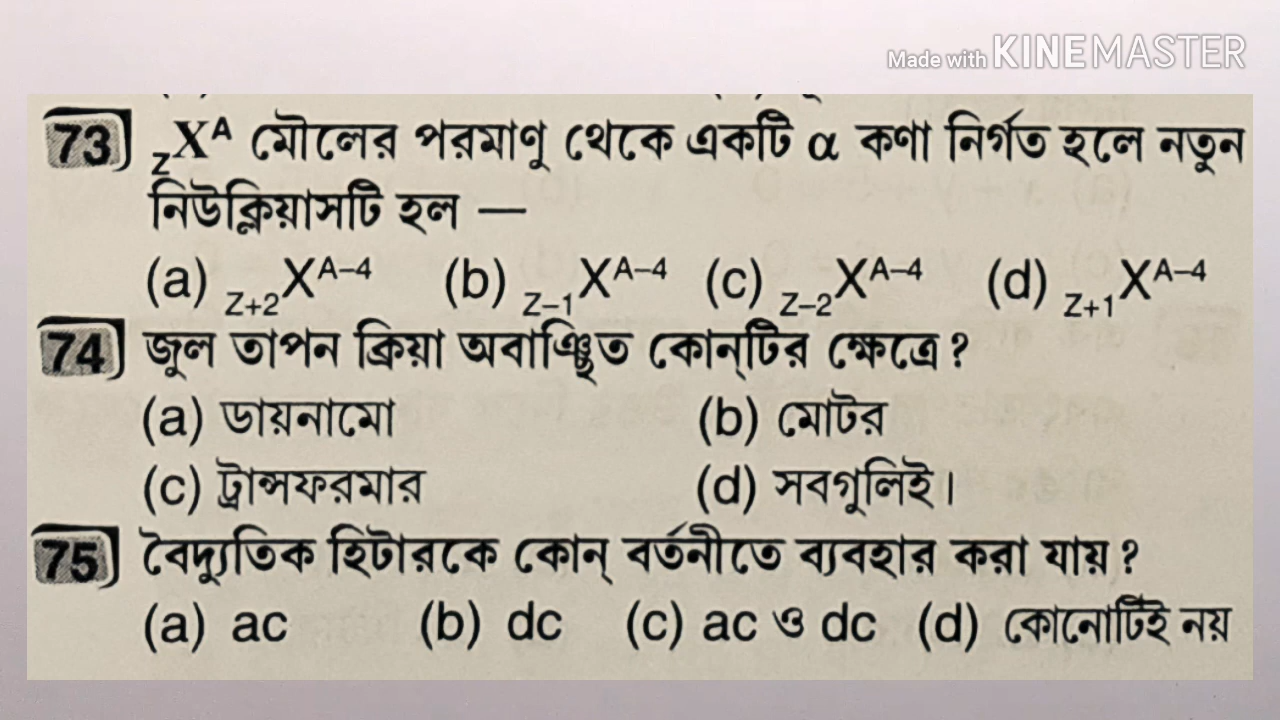 Made with KINEMASTER
73 zXᴬ মৌলের পরমাণু থেকে একটি α কণা নির্গত হলে নতুন
নিউক্লিয়াসটি হল —
(a) Z+2Xᴬ⁻⁴ (b) Z−1Xᴬ⁻⁴ (c) Z−2Xᴬ⁻⁴ (d) Z+1Xᴬ⁻⁴
74 জুল তাপন ক্রিয়া অবাঞ্ছিত কোন্‌টির ক্ষেত্রে ?
(a) ডায়নামো (b) মোটর
(c) ট্রান্সফরমার (d) সবগুলিই।
75 বৈদ্যুতিক হিটারকে কোন্ বর্তনীতে ব্যবহার করা যায় ?
(a) ac (b) dc (c) ac ও dc (d) কোনোটিই নয়